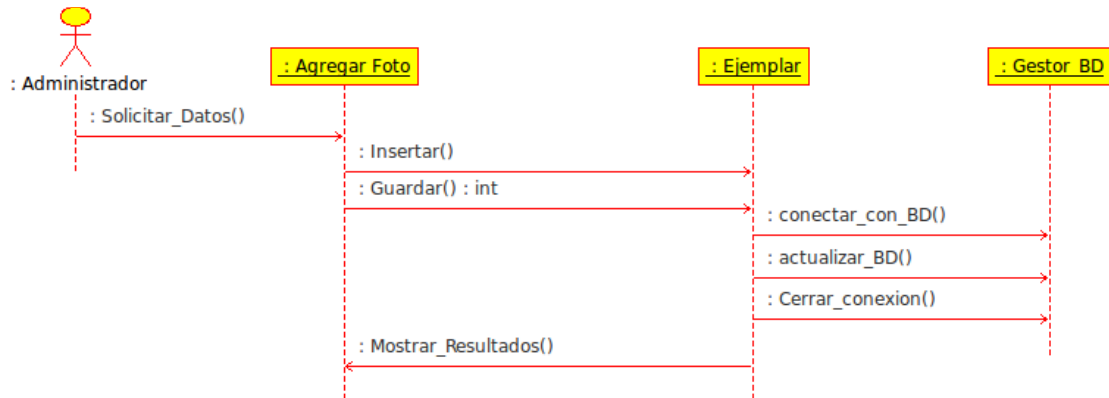 : Administrador
: Agregar Foto
: Ejemplar
: Gestor_BD
: Solicitar_Datos()
: Insertar()
: Guardar() : int
: conectar_con_BD()
: actualizar_BD()
: Cerrar_conexion()
: Mostrar_Resultados()